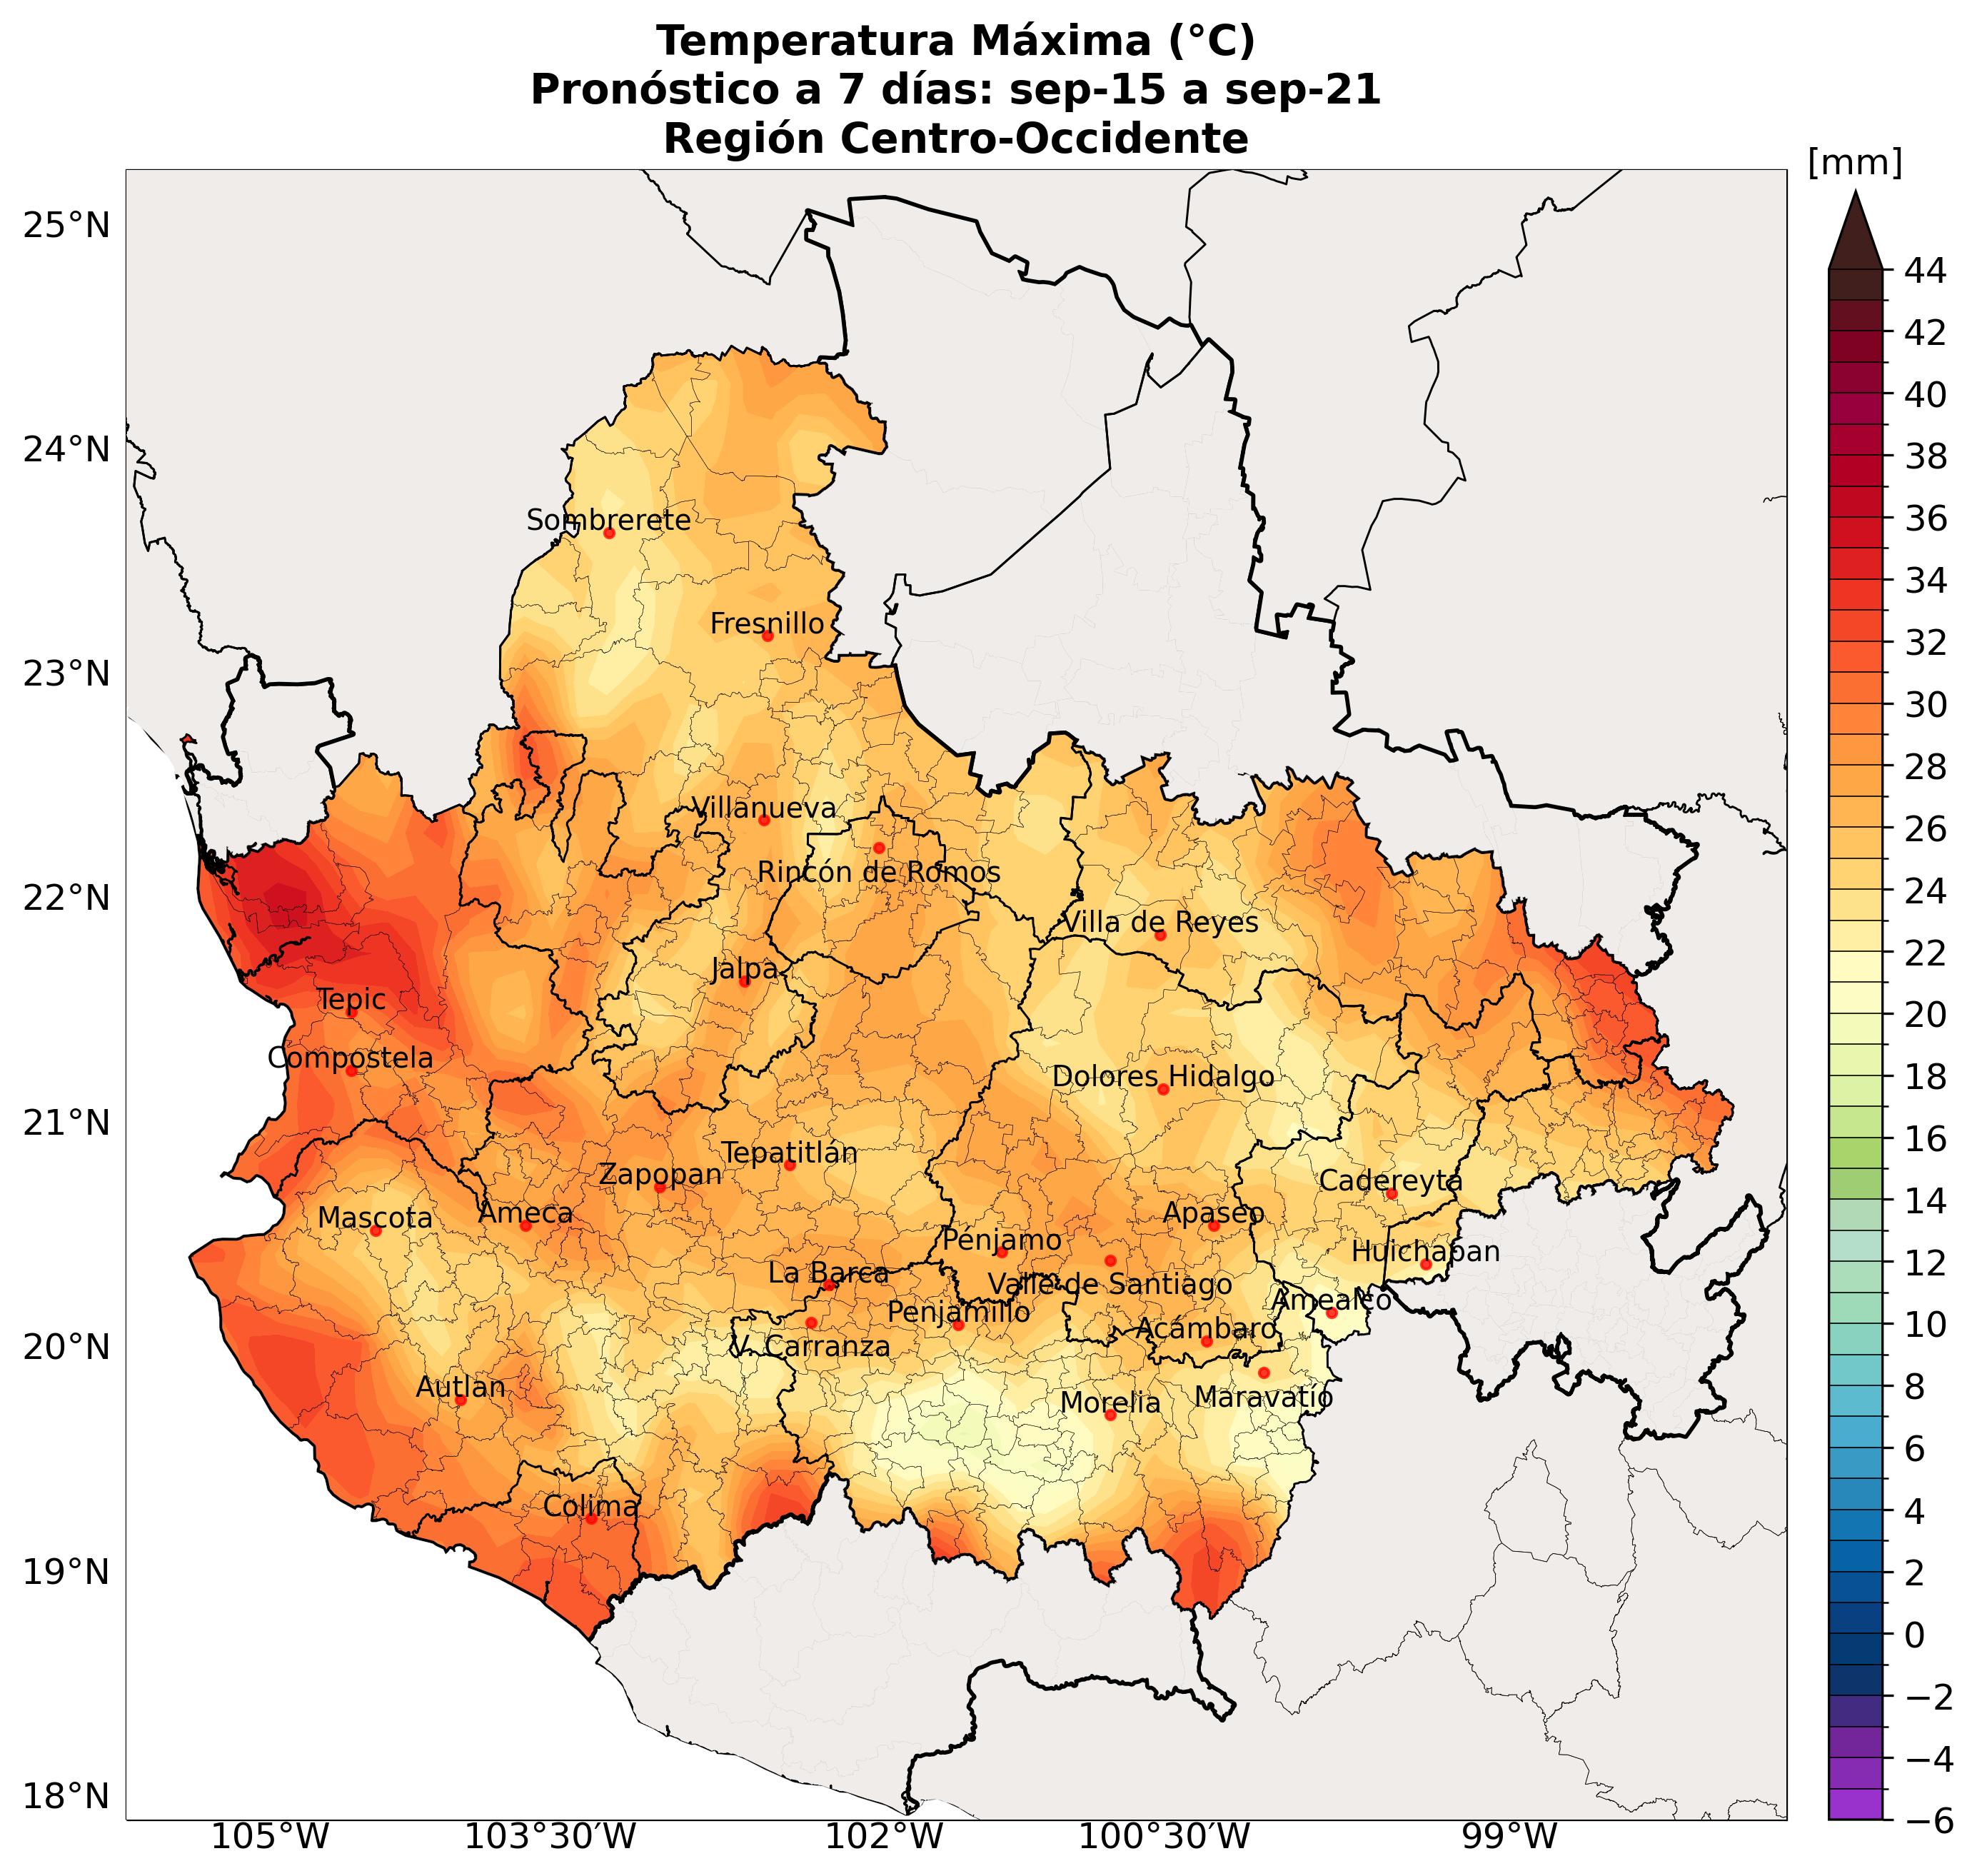 Temperatura Máxima (°C)
Pronóstico a 7 días: sep-15 a sep-21
Región Centro-Occidente
[mm]
25°N
24°N
23°N
22°N
21°N
20°N
19°N
18°N
Sombrerete
Fresnillo
Villanueva
Rincón de Romos
Villa de Reyes
Jalpa
Tepic
Compostela
Dolores Hidalgo
Tepatitlán
Zapopan
Cadereyta
Mascota
Ameca
Apaseo
Pénjamo
Huichapan
La Barca
Valle de Santiago
Amealco
Penjamillo
Acámbaro
V. Carranza
Autlan
Maravatío
Morelia
Colima
105°W
103°30′W
102°W
100°30′W
99°W
44
42
40
38
36
34
32
30
28
26
24
22
20
18
16
14
12
10
8
6
4
2
0
−2
−4
−6